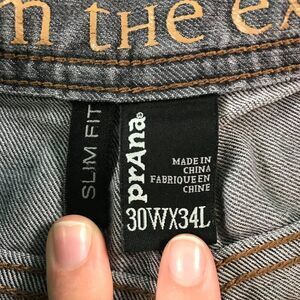 m the ex
SLIM FIT
prAna
MADE IN
CHINA
FABRIQUE EN
CHINE
30WX34L